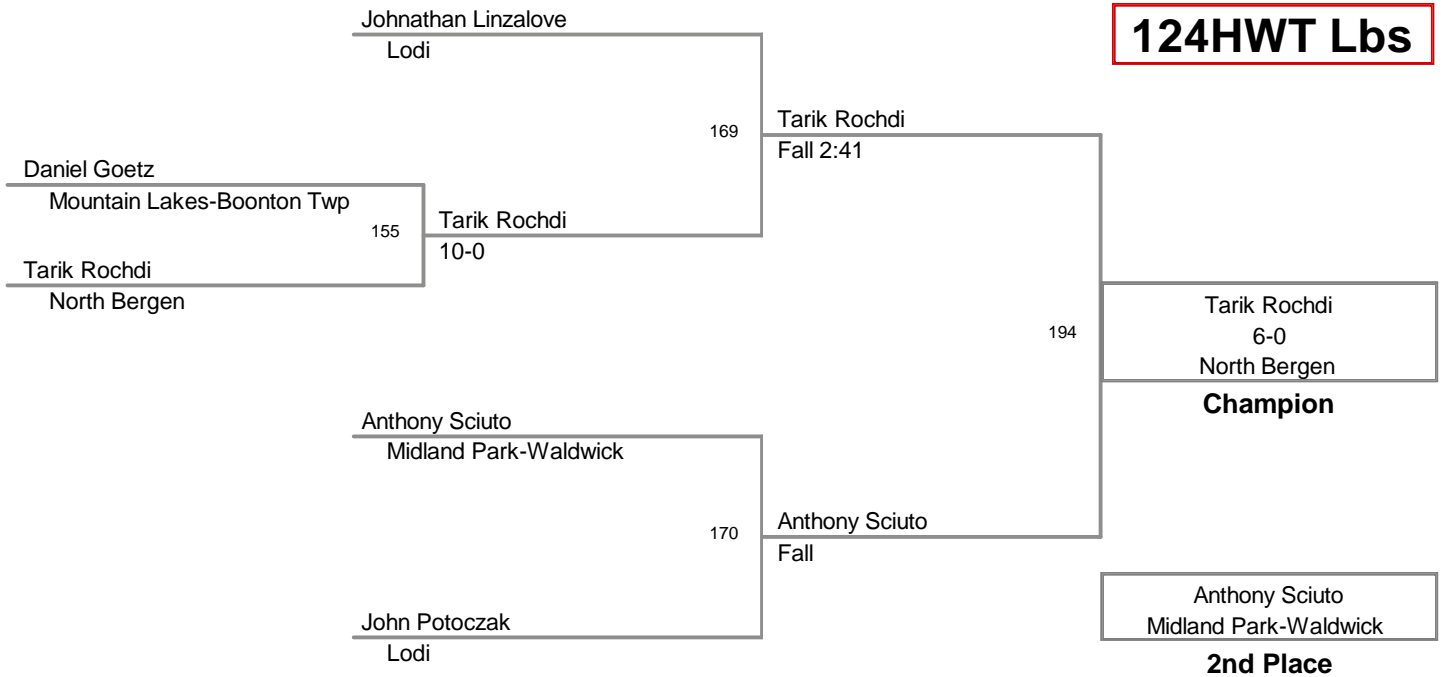 Johnathan Linzalove
Lodi
124HWT Lbs
169
Tarik Rochdi
Fall 2:41
Daniel Goetz
Mountain Lakes-Boonton Twp
155
Tarik Rochdi
10-0
Tarik Rochdi
North Bergen
194
Tarik Rochdi
6-0
North Bergen
Champion
Anthony Sciuto
Midland Park-Waldwick
170
Anthony Sciuto
Fall
John Potoczak
Lodi
Anthony Sciuto
Midland Park-Waldwick
2nd Place